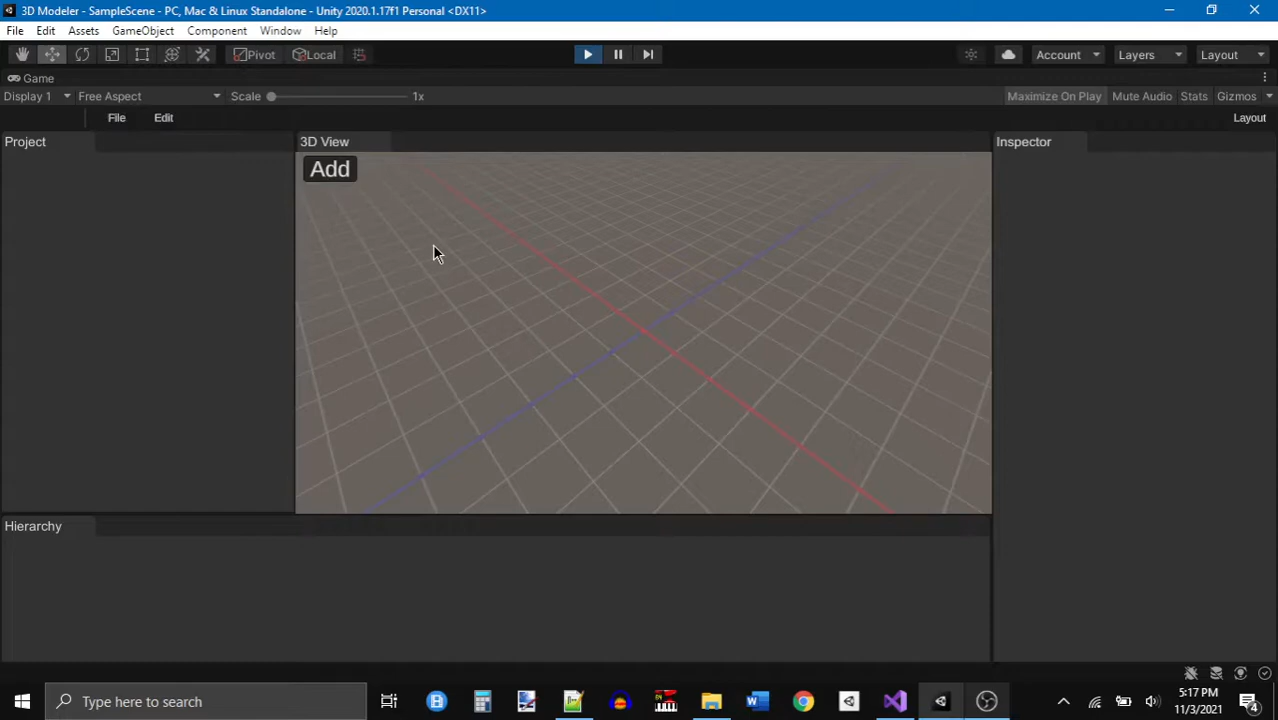 3D Modeler - SampleScene - PC, Mac & Linux Standalone - Unity 2020.1.17f1 Personal <DX11>
File Edit Assets GameObject Component Window Help
Pivot Local Account Layers Layout
Game
Display 1 Free Aspect Scale 1x Maximize On Play Mute Audio Stats Gizmos
File Edit Layout
Project 3D View Inspector
Add
Hierarchy
Type here to search
5:17 PM
11/3/2021
4